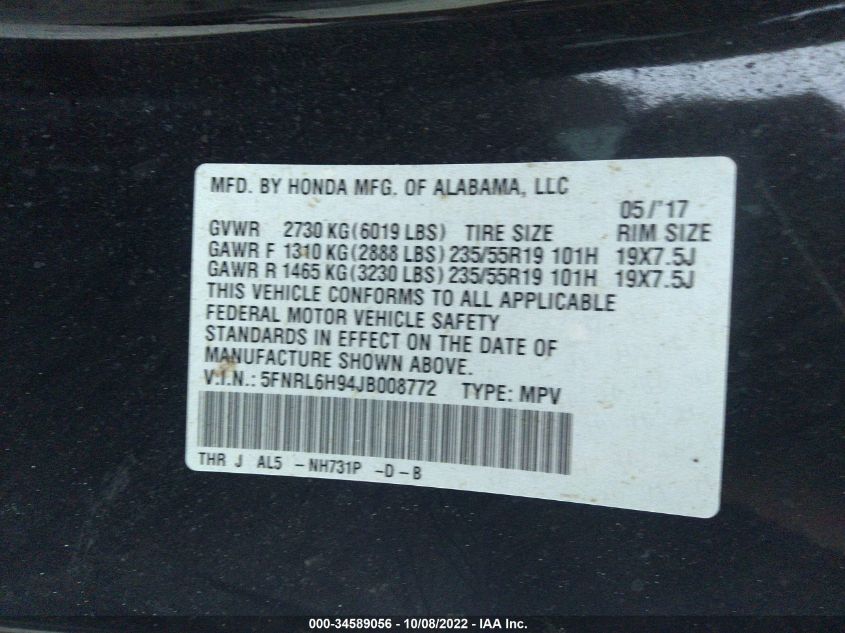 MFD. BY HONDA MFG. OF ALABAMA, LLC
05/'17
GVWR 2730 KG(6019 LBS) TIRE SIZE RIM SIZE
GAWR F 1310 KG(2888 LBS) 235/55R19 101H 19X7.5J
GAWR R 1465 KG(3230 LBS) 235/55R19 101H 19X7.5J
THIS VEHICLE CONFORMS TO ALL APPLICABLE
FEDERAL MOTOR VEHICLE SAFETY
STANDARDS IN EFFECT ON THE DATE OF
MANUFACTURE SHOWN ABOVE.
V.I.N.: 5FNRL6H94JB008772 TYPE: MPV
THR J AL5 -NH731P -D-B
000-34589056 - 10/08/2022 - IAA Inc.